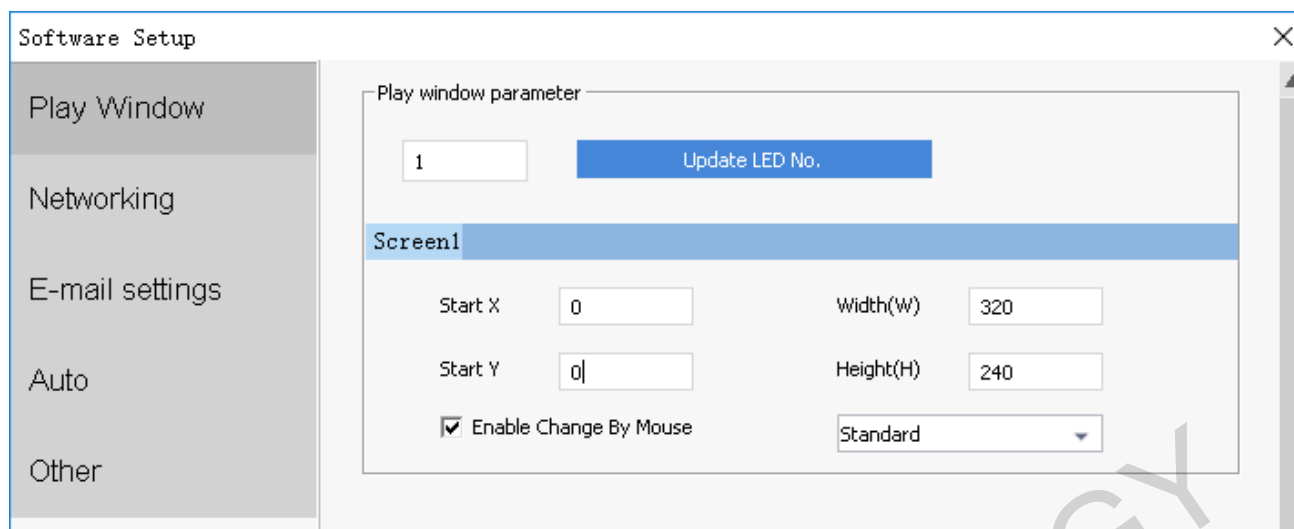 Software Setup
Play Window
Networking
E-mail settings
Auto
Other
Play window parameter
1
Update LED No.
Screen1
Start X 0 Width(W) 320
Start Y 0 Height(H) 240
Enable Change By Mouse Standard
GY